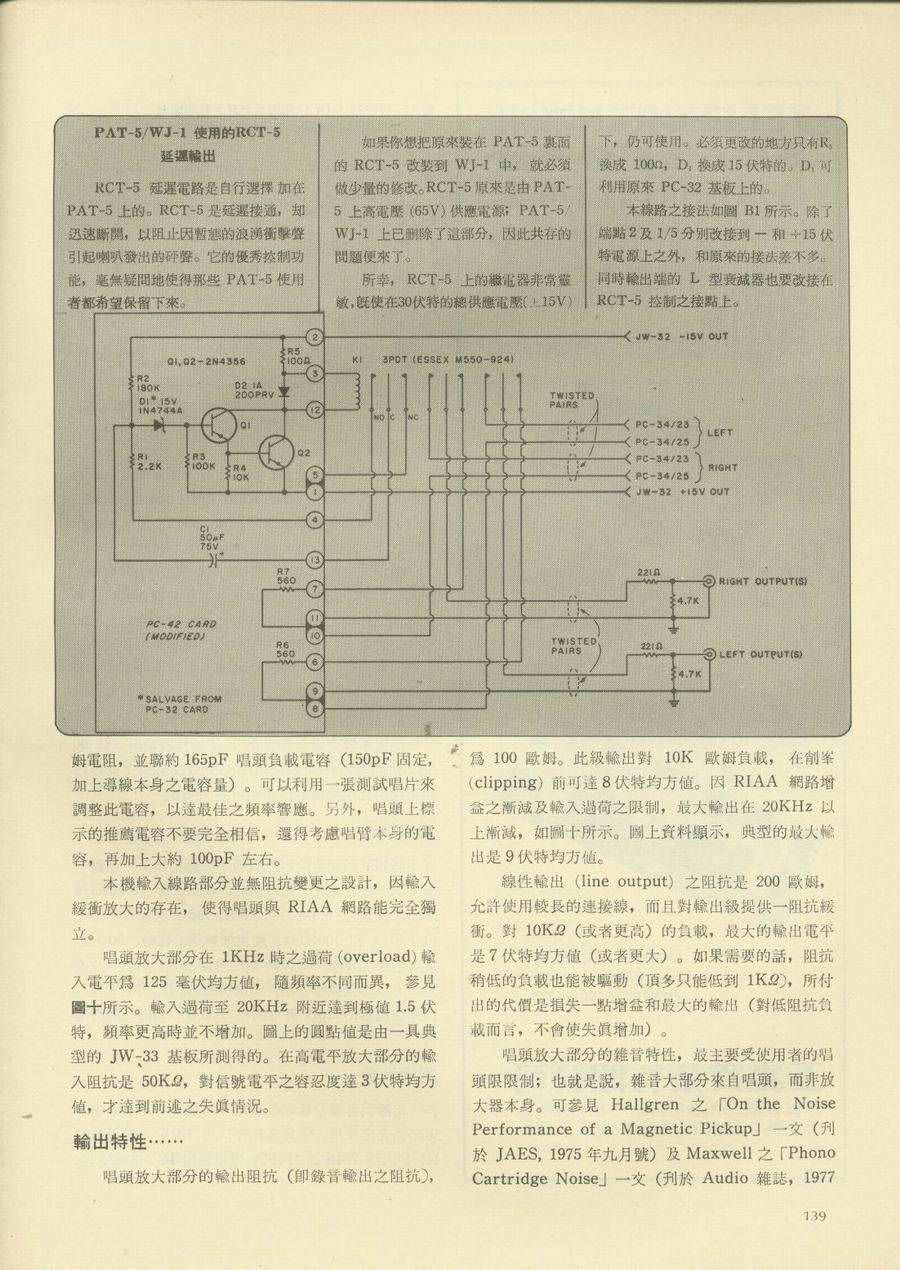 PAT-5/WJ-1 使用的RCT-5
延遲輸出
RCT-5 延遲電路是自行選擇加在
PAT-5 上的。RCT-5 是延遲接通，却
迅速斷開，以阻止因暫態的浪湧衝擊聲
引起喇叭發出的砰聲。它的優秀控制功
能，毫無疑問地使得那些 PAT-5 使用
者都希望保留下來。
如果你想把原來裝在 PAT-5 裏面
的 RCT-5 改裝到 WJ-1 中，就必須
做少量的修改。RCT-5 原來是由 PAT-
5 上高電壓 (65V) 供應電源；PAT-5/
WJ-1 上已刪除了這部分，因此共存的
問題便來了。
所幸，RCT-5 上的繼電器非常靈
敏，旣使在30伏特的總供應電壓(±15V)
下，仍可使用。必須更改的地方只有R₅
換成 100Ω，D₁ 換成 15 伏特的。D₁ 可
利用原來 PC-32 基板上的。
本線路之接法如圖 B1 所示。除了
端點 2 及 1/5 分別改接到 − 和 +15 伏
特電源上之外，和原來的接法差不多。
同時輸出端的 L 型衰減器也要改接在
RCT-5 控制之接點上。
Q1,Q2-2N4356
R2
180K
D1* 15V
1N4744A
R1
2.2K
R3
100K
R4
10K
Q1
Q2
D2 1A
200PRV
R5
100Ω
C1
50μF
75V
+
R7
560
R6
560
PC-42 CARD
(MODIFIED)
*SALVAGE FROM
PC-32 CARD
2
3
12
5
1
4
13
7
11
10
6
9
8
K1 3PDT (ESSEX M550-924)
NO C NC
TWISTED
PAIRS
JW-32 -15V OUT
PC-34/23
PC-34/25
LEFT
PC-34/23
PC-34/25
RIGHT
JW-32 +15V OUT
221Ω
4.7K
RIGHT OUTPUT(S)
TWISTED
PAIRS
221Ω
4.7K
LEFT OUTPUT(S)
姆電阻，並聯約 165pF 唱頭負載電容（150pF 固定，
加上導線本身之電容量）。可以利用一張測試唱片來
調整此電容，以達最佳之頻率響應。另外，唱頭上標
示的推薦電容不要完全相信，還得考慮唱臂本身的電
容，再加上大約 100pF 左右。
本機輸入線路部分並無阻抗變更之設計，因輸入
緩衝放大的存在，使得唱頭與 RIAA 網路能完全獨
立。
唱頭放大部分在 1KHz 時之過荷 (overload) 輸
入電平爲 125 毫伏均方値，隨頻率不同而異，參見
圖十所示。輸入過荷至 20KHz 附近達到極値 1.5 伏
特，頻率更高時並不增加。圖上的圓點値是由一具典
型的 JW-33 基板所測得的。在高電平放大部分的輸
入阻抗是 50KΩ，對信號電平之容忍度達 3 伏特均方
値，才達到前述之失眞情況。
輸出特性……
唱頭放大部分的輸出阻抗（卽錄音輸出之阻抗），
爲 100 歐姆。此級輸出對 10K 歐姆負載，在削峯
(clipping) 前可達 8 伏特均方値。因 RIAA 網路增
益之漸減及輸入過荷之限制，最大輸出在 20KHz 以
上漸減，如圖十所示。圖上資料顯示，典型的最大輸
出是 9 伏特均方値。
線性輸出 (line output) 之阻抗是 200 歐姆，
允許使用較長的連接線，而且對輸出級提供一阻抗緩
衝。對 10KΩ（或者更高）的負載，最大的輸出電平
是 7 伏特均方値（或者更大）。如果需要的話，阻抗
稍低的負載也能被驅動（頂多只能低到 1KΩ），所付
出的代價是損失一點增益和最大的輸出（對低阻抗負
載而言，不會使失眞增加）。
唱頭放大部分的雜音特性，最主要受使用者的唱
頭限限制；也就是說，雜音大部分來自唱頭，而非放
大器本身。可參見 Hallgren 之「On the Noise
Performance of a Magnetic Pickup」一文（刋
於 JAES, 1975 年九月號）及 Maxwell 之「Phono
Cartridge Noise」一文（刋於 Audio 雜誌，1977
139